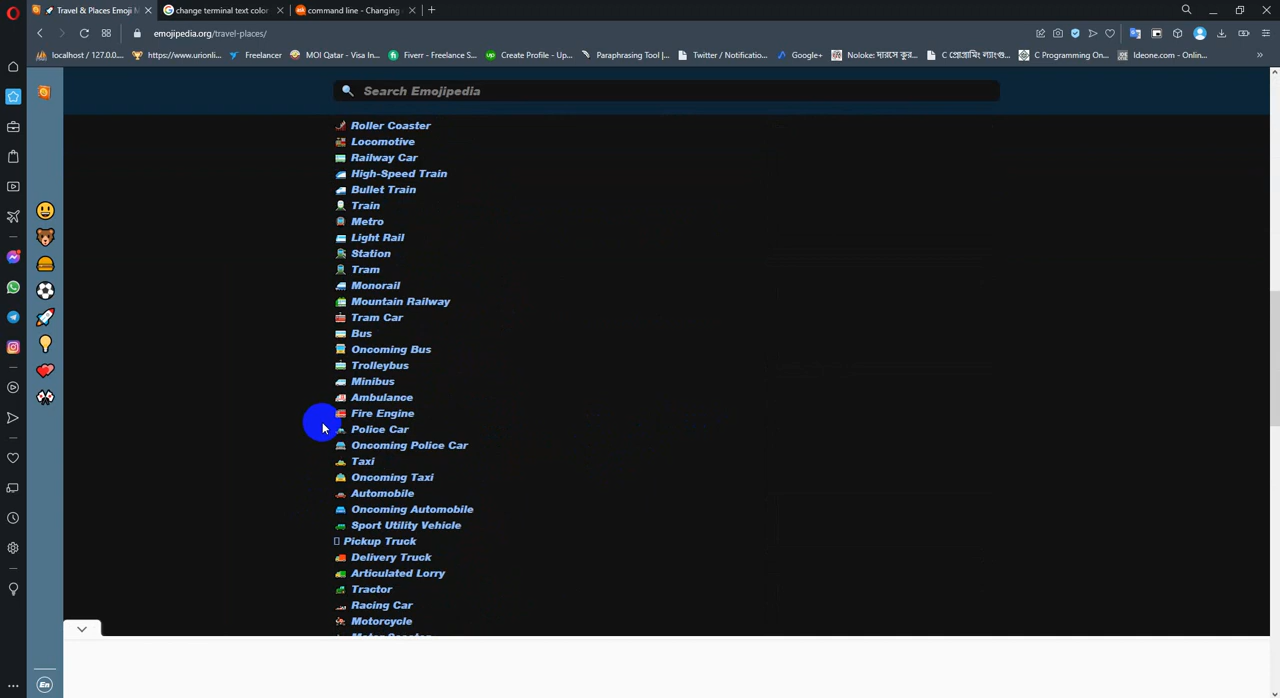 Travel & Places Emoji M
change terminal text color
command line - Changing
emojipedia.org/travel-places/
localhost / 127.0.0....
https://www.urionli...
Freelancer
MOI Qatar - Visa In...
Fiverr - Freelance S...
Create Profile - Up...
Paraphrasing Tool |...
Twitter / Notificatio...
Google+
C Programming On...
Ideone.com - Onlin...
Search Emojipedia
Roller Coaster
Locomotive
Railway Car
High-Speed Train
Bullet Train
Train
Metro
Light Rail
Station
Tram
Monorail
Mountain Railway
Tram Car
Bus
Oncoming Bus
Trolleybus
Minibus
Ambulance
Fire Engine
Police Car
Oncoming Police Car
Taxi
Oncoming Taxi
Automobile
Oncoming Automobile
Sport Utility Vehicle
Pickup Truck
Delivery Truck
Articulated Lorry
Tractor
Racing Car
Motorcycle
En